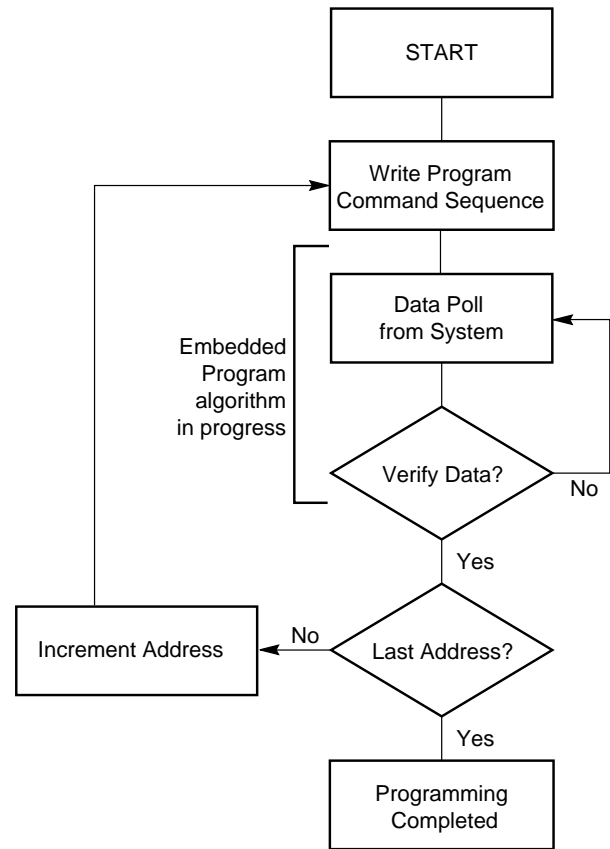 START
Write Program
Command Sequence
Data Poll
from System
Embedded
Program
algorithm
in progress
Verify Data?
No
Yes
Increment Address
No
Last Address?
Yes
Programming
Completed